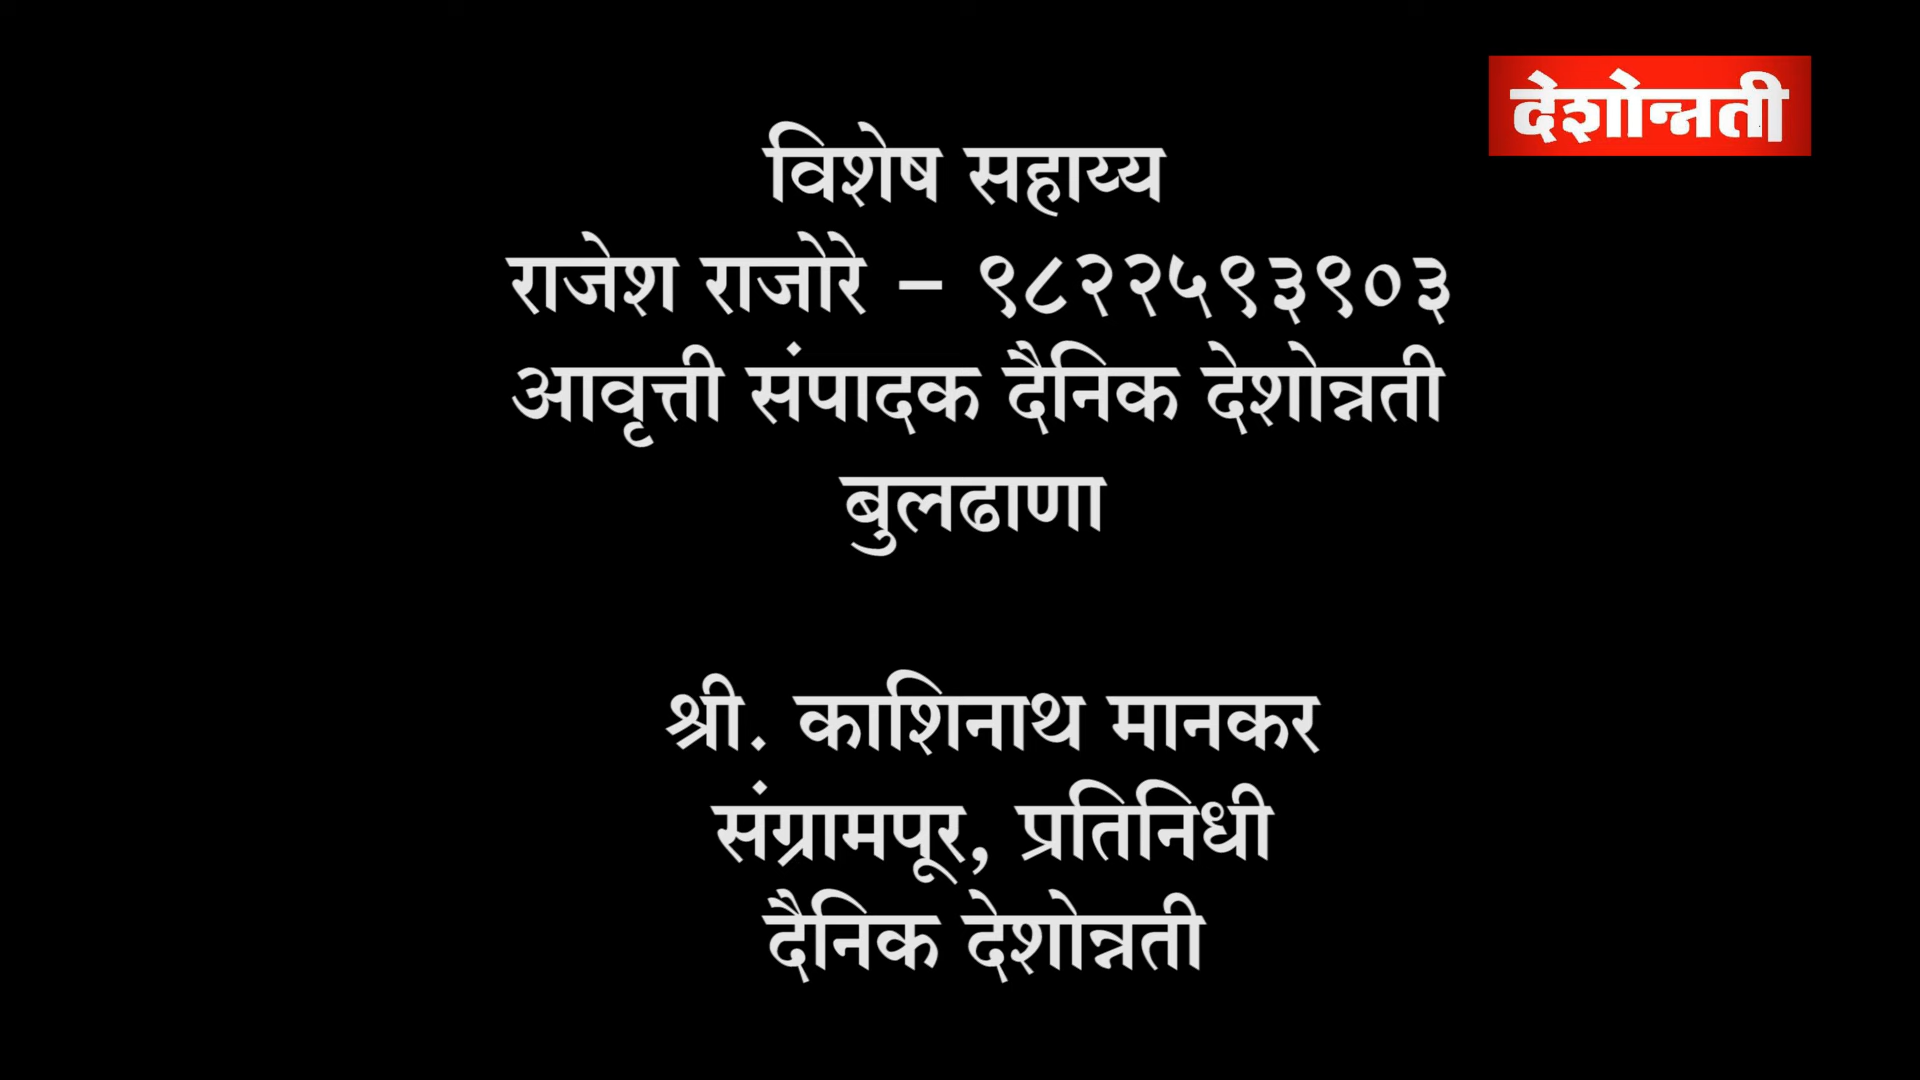 देशोन्नती
विशेष सहाय्य
राजेश राजोरे – ९८२२५९३९०३
आवृत्ती संपादक दैनिक देशोन्नती
बुलढाणा
श्री. काशिनाथ मानकर
संग्रामपूर, प्रतिनिधी
दैनिक देशोन्नती